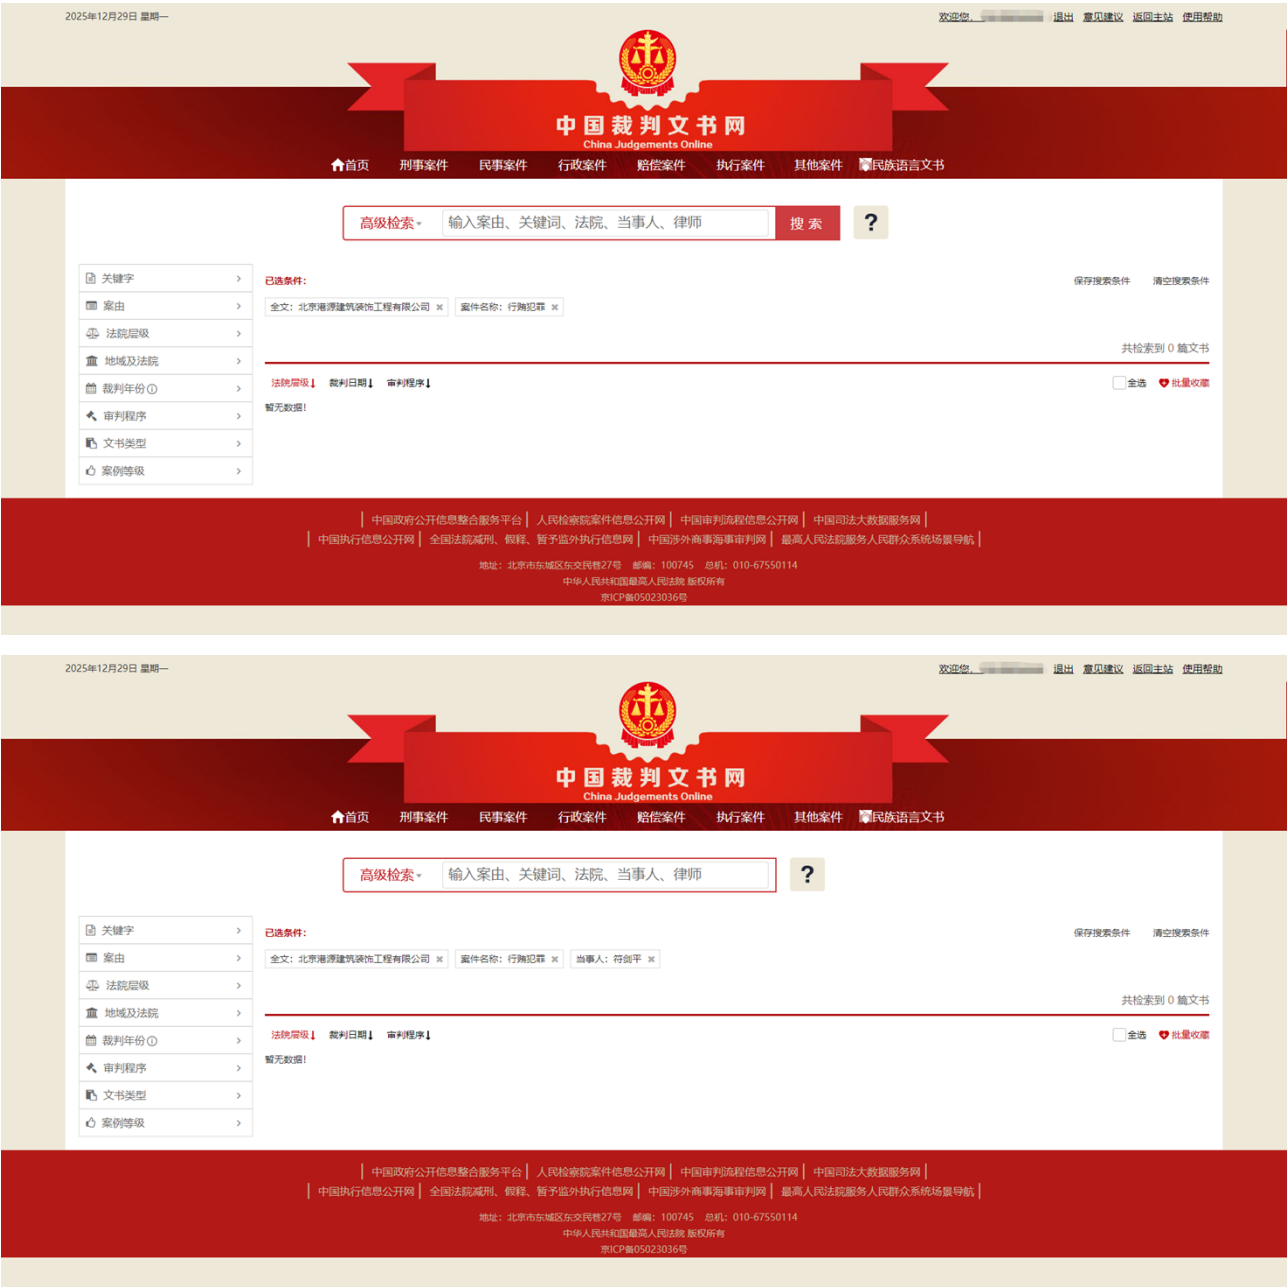 2025年12月29日 星期一
欢迎您， 退出 意见建议 返回主站 使用帮助
中国裁判文书网
China Judgements Online
首页 刑事案件 民事案件 行政案件 赔偿案件 执行案件 其他案件 民族语言文书
高级检索 输入案由、关键词、法院、当事人、律师 搜索 ?
关键字
案由
法院层级
地域及法院
裁判年份
审判程序
文书类型
案例等级
已选条件： 保存搜索条件 清空搜索条件
全文：北京港源建筑装饰工程有限公司 × 案件名称：行贿犯罪 ×
共检索到 0 篇文书
法院层级↓ 裁判日期↓ 审判程序↓ 全选 批量收藏
暂无数据!
中国政府公开信息整合服务平台 | 人民检察院案件信息公开网 | 中国审判流程信息公开网 | 中国司法大数据服务网 |
中国执行信息公开网 | 全国法院减刑、假释、暂予监外执行信息网 | 中国涉外商事海事审判网 | 最高人民法院服务人民群众系统场景导航 |
地址：北京市东城区东交民巷27号 邮编：100745 总机：010-67550114
中华人民共和国最高人民法院 版权所有
京ICP备05023036号
2025年12月29日 星期一
欢迎您， 退出 意见建议 返回主站 使用帮助
中国裁判文书网
China Judgements Online
首页 刑事案件 民事案件 行政案件 赔偿案件 执行案件 其他案件 民族语言文书
高级检索 输入案由、关键词、法院、当事人、律师 ?
关键字
案由
法院层级
地域及法院
裁判年份
审判程序
文书类型
案例等级
已选条件： 保存搜索条件 清空搜索条件
全文：北京港源建筑装饰工程有限公司 × 案件名称：行贿犯罪 × 当事人：符剑平 ×
共检索到 0 篇文书
法院层级↓ 裁判日期↓ 审判程序↓ 全选 批量收藏
暂无数据!
中国政府公开信息整合服务平台 | 人民检察院案件信息公开网 | 中国审判流程信息公开网 | 中国司法大数据服务网 |
中国执行信息公开网 | 全国法院减刑、假释、暂予监外执行信息网 | 中国涉外商事海事审判网 | 最高人民法院服务人民群众系统场景导航 |
地址：北京市东城区东交民巷27号 邮编：100745 总机：010-67550114
中华人民共和国最高人民法院 版权所有
京ICP备05023036号